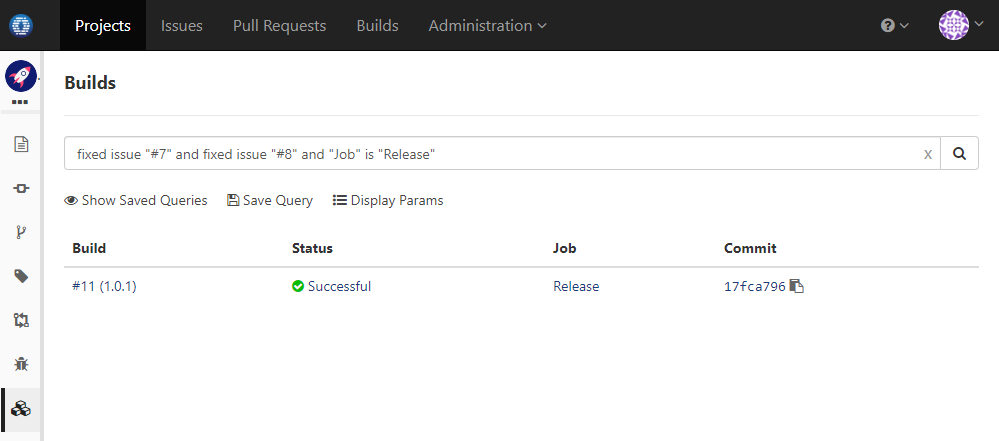 Projects Issues Pull Requests Builds Administration
Builds
fixed issue "#7" and fixed issue "#8" and "Job" is "Release" x
Show Saved Queries Save Query Display Params
Build Status Job Commit
#11 (1.0.1) Successful Release 17fca796